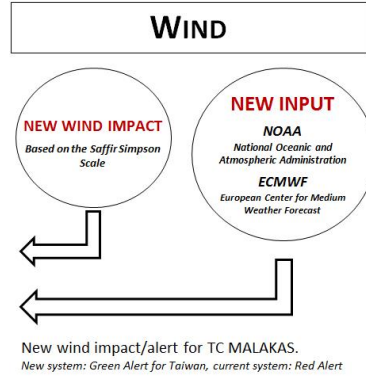 WIND
NEW WIND IMPACT
Based on the Saffir Simpson
Scale
NEW INPUT
NOAA
National Oceanic and
Atmospheric Administration
ECMWF
European Center for Medium
Weather Forecast
New wind impact/alert for TC MALAKAS.
New system: Green Alert for Taiwan, current system: Red Alert